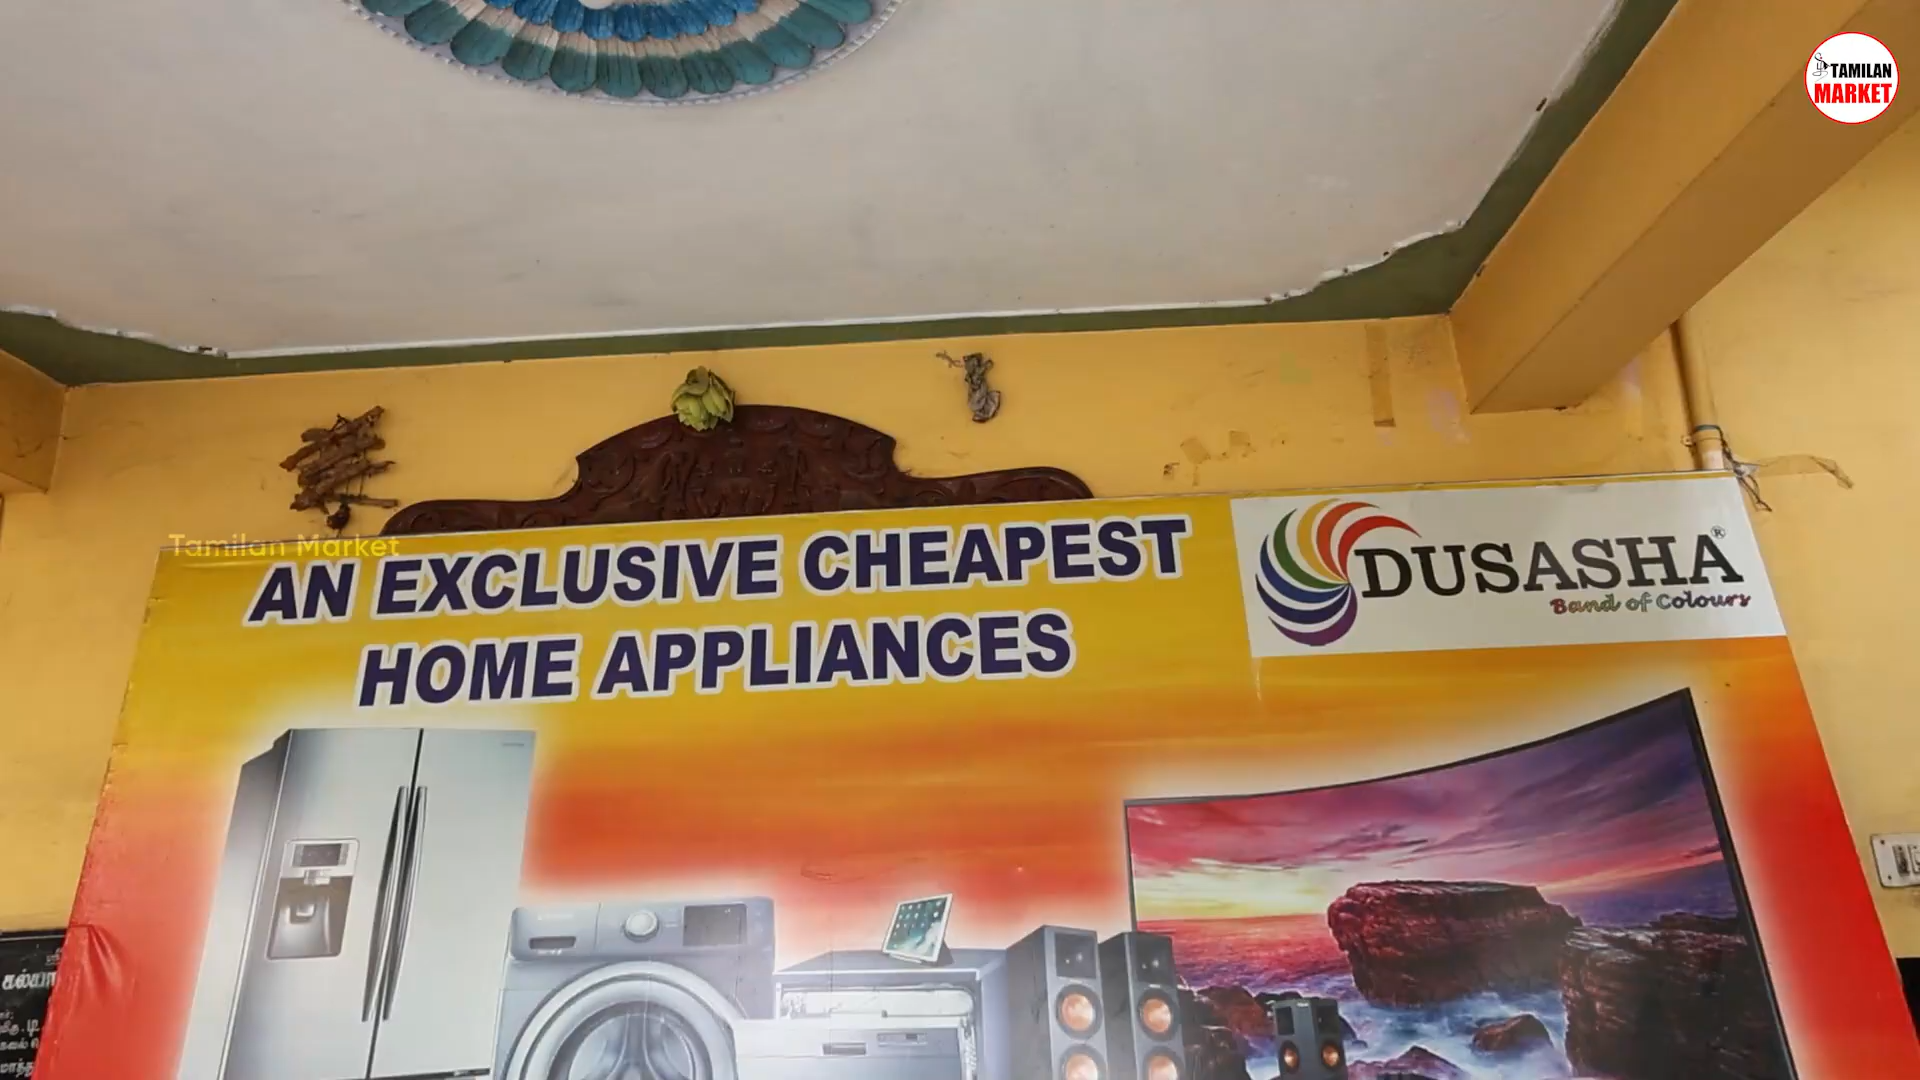 TAMILAN
MARKET
Tamilan Market
AN EXCLUSIVE CHEAPEST
HOME APPLIANCES
DUSASHA®
Band of Colours